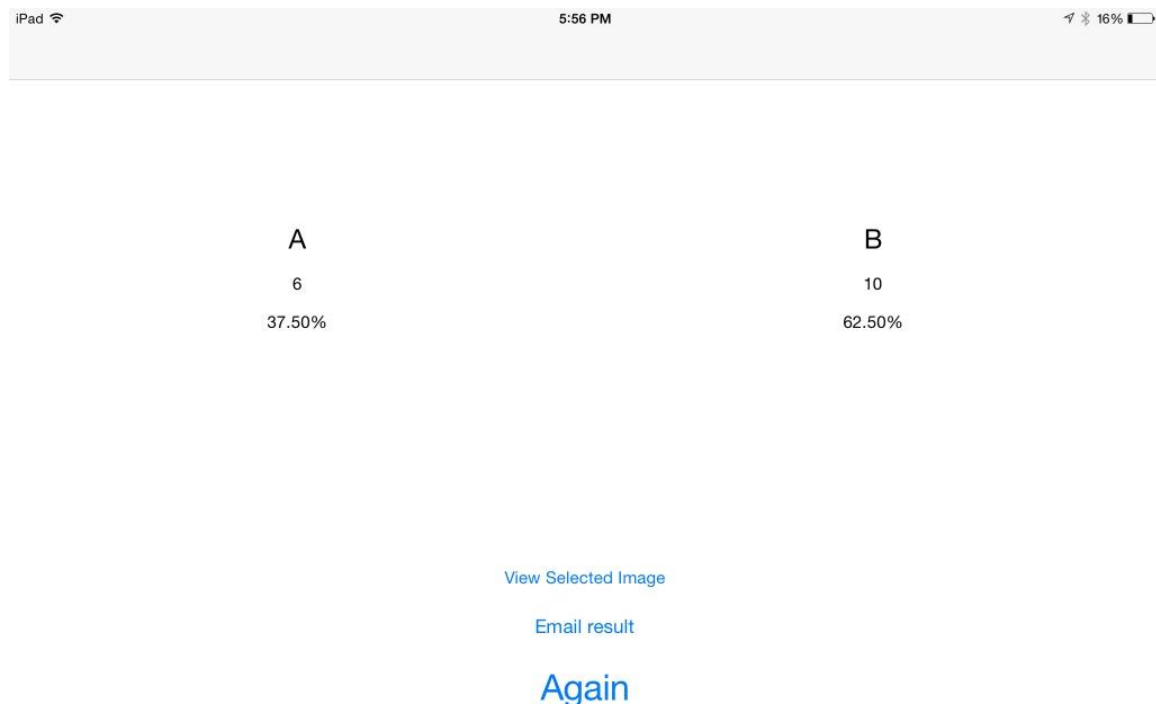 iPad 5:56 PM 16%
A B
6 10
37.50% 62.50%
View Selected Image
Email result
Again